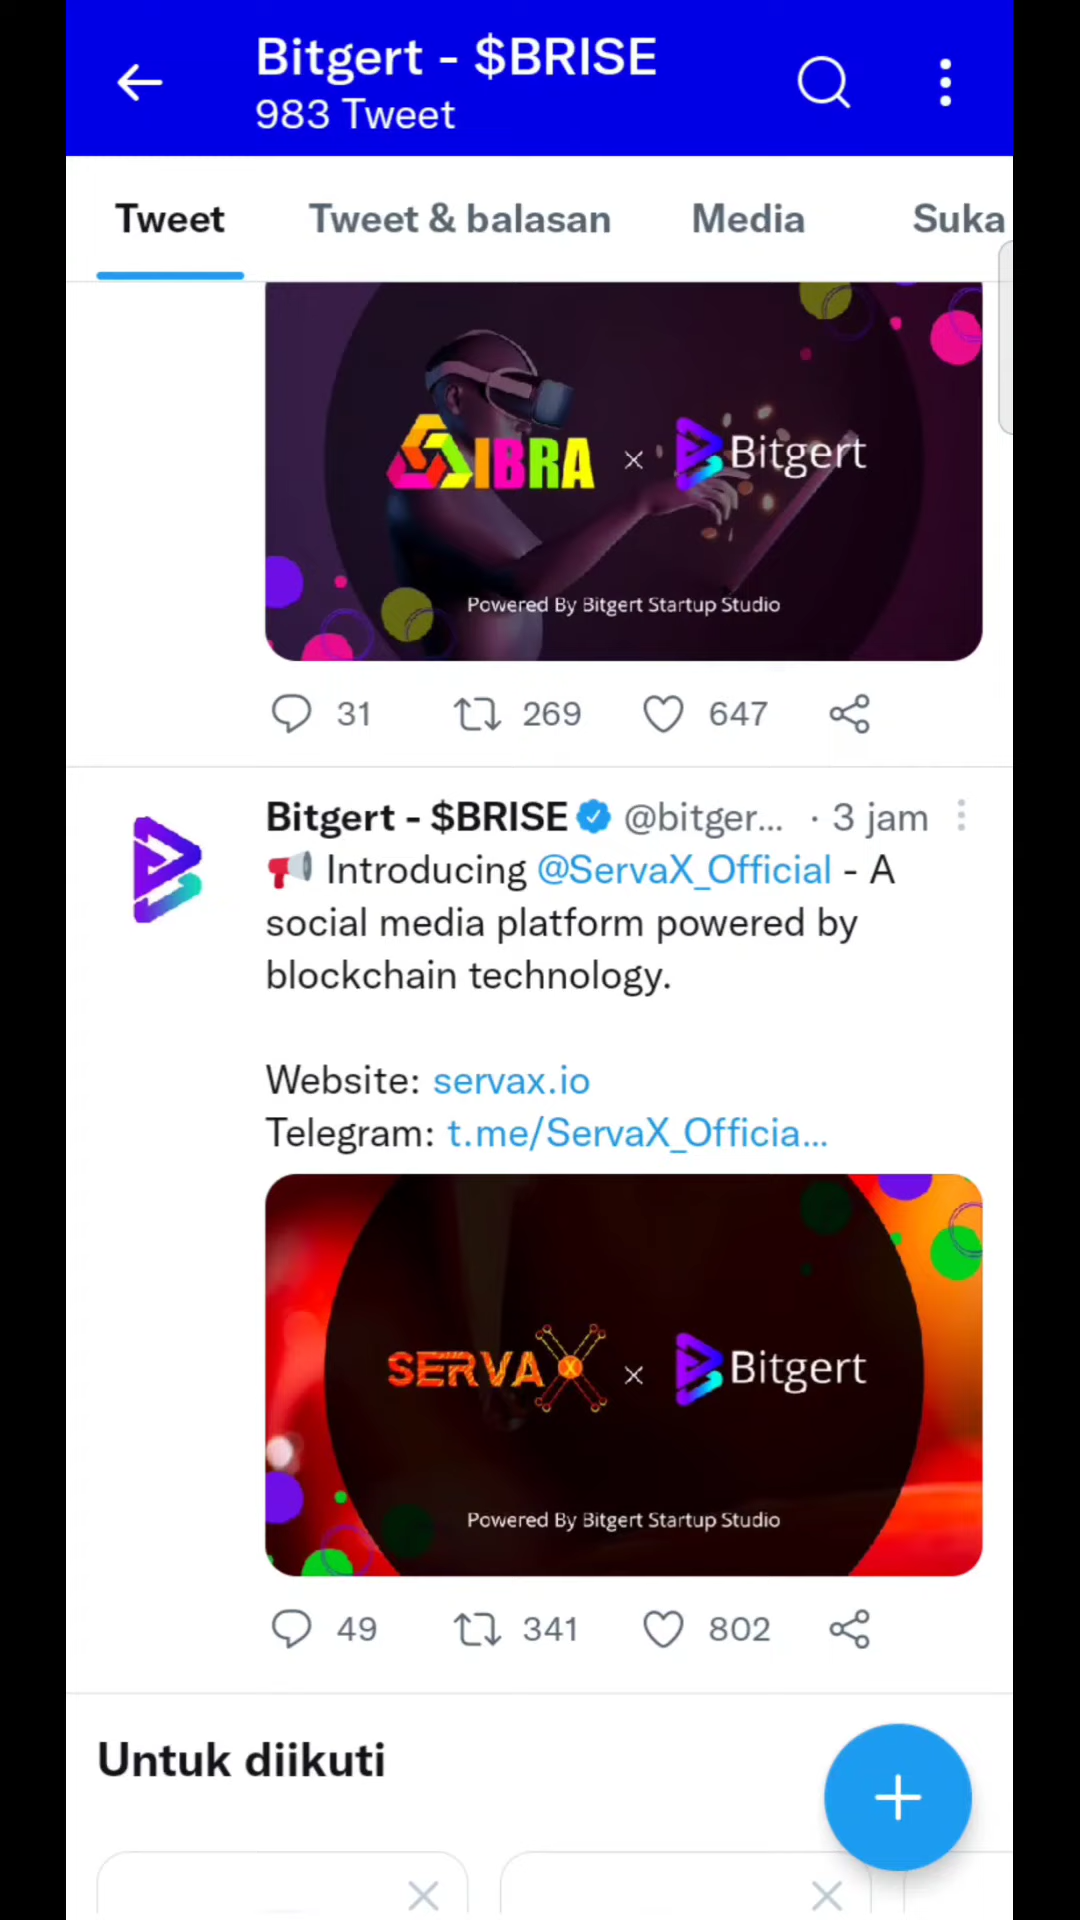 Bitgert - $BRISE
983 Tweet
Tweet Tweet & balasan Media Suka
IBRA × Bitgert
Powered By Bitgert Startup Studio
31 269 647
Bitgert - $BRISE @bitger... · 3 jam
📢 Introducing @ServaX_Official - A
social media platform powered by
blockchain technology.
Website: servax.io
Telegram: t.me/ServaX_Officia...
SERVAX × Bitgert
Powered By Bitgert Startup Studio
49 341 802
Untuk diikuti